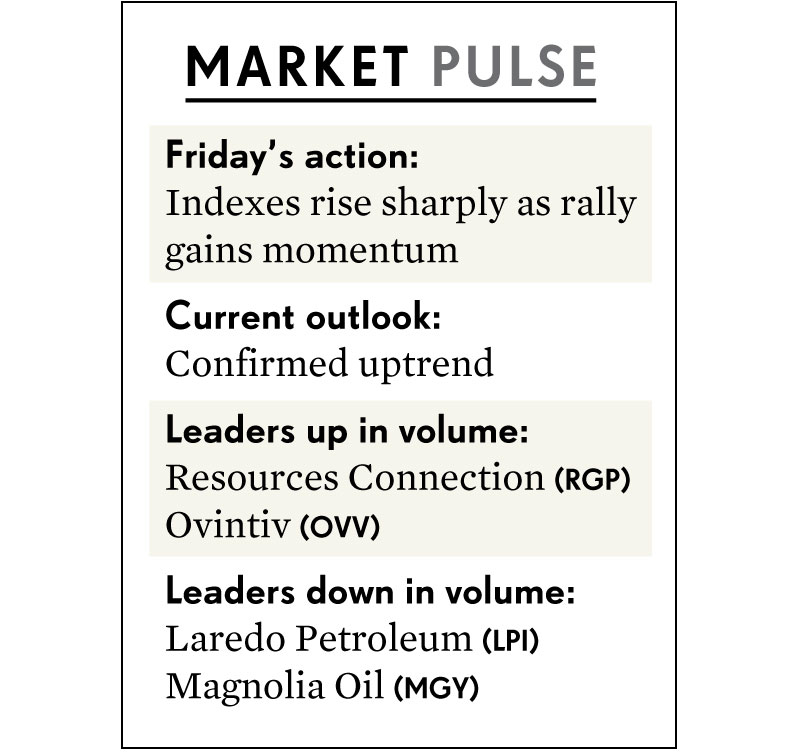 MARKET PULSE
Friday’s action:
Indexes rise sharply as rally
gains momentum
Current outlook:
Confirmed uptrend
Leaders up in volume:
Resources Connection (RGP)
Ovintiv (OVV)
Leaders down in volume:
Laredo Petroleum (LPI)
Magnolia Oil (MGY)